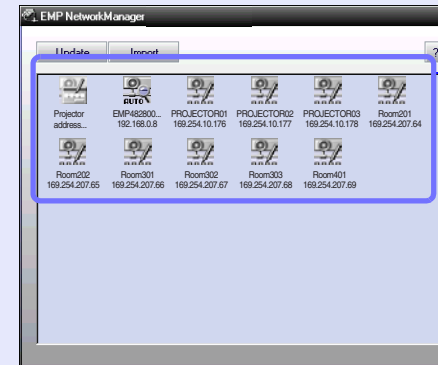 EMP NetworkManager
Update Import ?
AUTO
Projector EMP482800... PROJECTOR01 PROJECTOR02 PROJECTOR03 Room201
address... 192.168.0.8 169.254.10.176 169.254.10.177 169.254.10.178 169.254.207.64
Room202 Room301 Room302 Room303 Room401
169.254.207.65 169.254.207.66 169.254.207.67 169.254.207.68 169.254.207.69